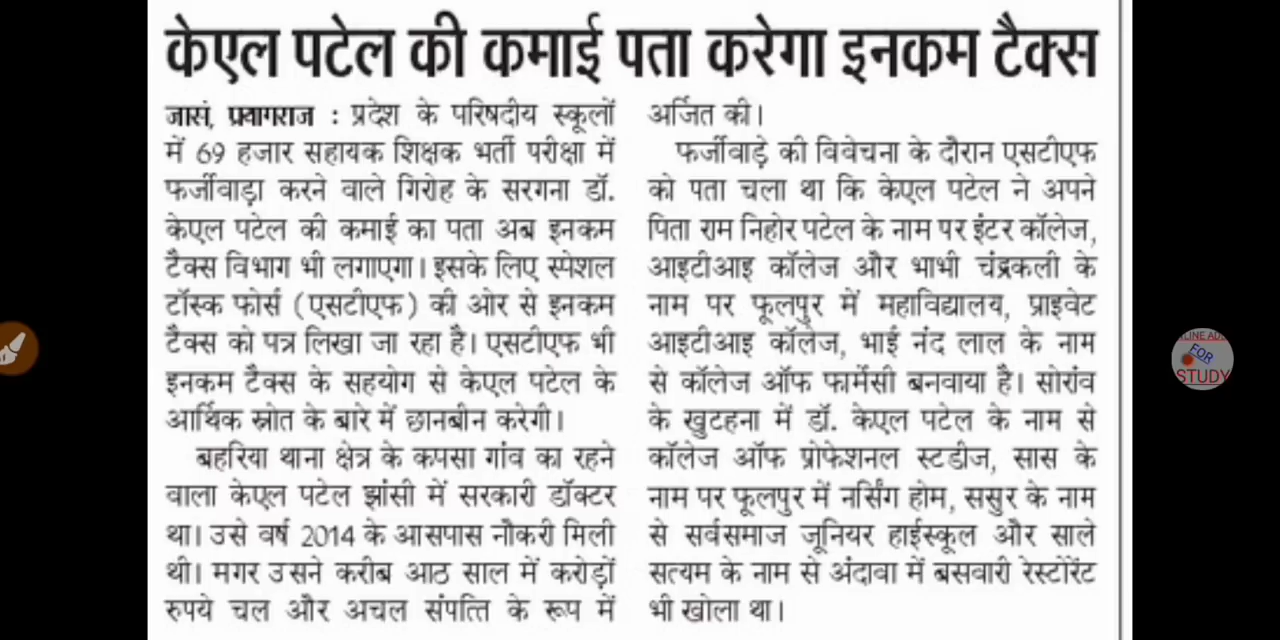 केएल पटेल की कमाई पता करेगा इनकम टैक्स
जासं, प्रयागराज : प्रदेश के परिषदीय स्कूलों
में 69 हजार सहायक शिक्षक भर्ती परीक्षा में
फर्जीवाड़ा करने वाले गिरोह के सरगना डॉ.
केएल पटेल की कमाई का पता अब इनकम
टैक्स विभाग भी लगाएगा। इसके लिए स्पेशल
टॉस्क फोर्स (एसटीएफ) की ओर से इनकम
टैक्स को पत्र लिखा जा रहा है। एसटीएफ भी
इनकम टैक्स के सहयोग से केएल पटेल के
आर्थिक स्रोत के बारे में छानबीन करेगी।
बहरिया थाना क्षेत्र के कपसा गांव का रहने
वाला केएल पटेल झांसी में सरकारी डॉक्टर
था। उसे वर्ष 2014 के आसपास नौकरी मिली
थी। मगर उसने करीब आठ साल में करोड़ों
रुपये चल और अचल संपत्ति के रूप में
अर्जित की।
फर्जीवाड़े की विवेचना के दौरान एसटीएफ
को पता चला था कि केएल पटेल ने अपने
पिता राम निहोर पटेल के नाम पर इंटर कॉलेज,
आइटीआइ कॉलेज और भाभी चंद्रकली के
नाम पर फूलपुर में महाविद्यालय, प्राइवेट
आइटीआइ कॉलेज, भाई नंद लाल के नाम
से कॉलेज ऑफ फार्मेसी बनवाया है। सोरांव
के खुटहना में डॉ. केएल पटेल के नाम से
कॉलेज ऑफ प्रोफेशनल स्टडीज, सास के
नाम पर फूलपुर में नर्सिंग होम, ससुर के नाम
से सर्वसमाज जूनियर हाईस्कूल और साले
सत्यम के नाम से अंदावा में बसवारी रेस्टोरेंट
भी खोला था।
FOR
STUDY